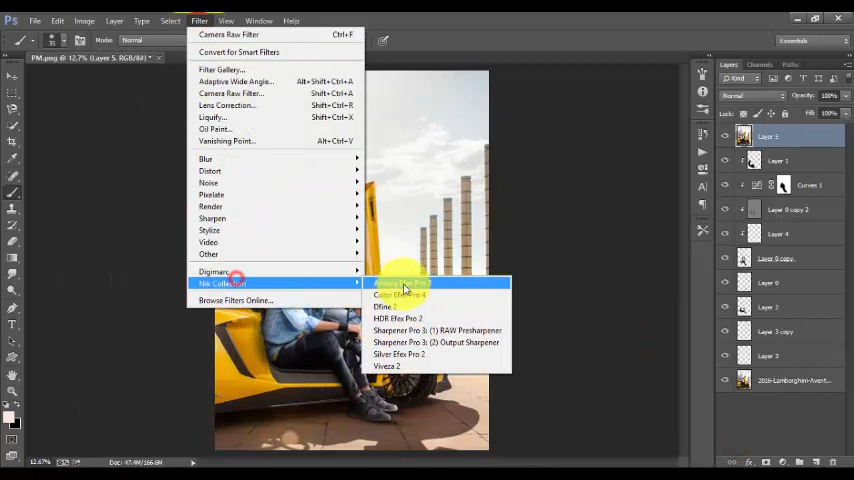 Ps File Edit Image Layer Type Select Filter View Window Help
35 Mode: Normal Essentials
PM.png @ 12.7% (Layer 5, RGB/8#) * ×
Camera Raw Filter Ctrl+F
Convert for Smart Filters
Filter Gallery...
Adaptive Wide Angle... Alt+Shift+Ctrl+A
Camera Raw Filter... Shift+Ctrl+A
Lens Correction... Shift+Ctrl+R
Liquify... Shift+Ctrl+X
Oil Paint...
Vanishing Point... Alt+Ctrl+V
Blur
Distort
Noise
Pixelate
Render
Sharpen
Stylize
Video
Other
Digimarc
Nik Collection
Browse Filters Online...
Analog Efex Pro 2
Color Efex Pro 4
Dfine 2
HDR Efex Pro 2
Sharpener Pro 3: (1) RAW Presharpener
Sharpener Pro 3: (2) Output Sharpener
Silver Efex Pro 2
Viveza 2
Layers Channels Paths
Kind
Normal Opacity: 100%
Lock: Fill: 100%
Layer 5
Layer 1
Curves 1
Layer 0 copy 2
Layer 4
Layer 0 copy
Layer 0
Layer 2
Layer 3 copy
Layer 3
2016-Lamborghini-Avent...
12.67% Doc: 47.4M/166.6M